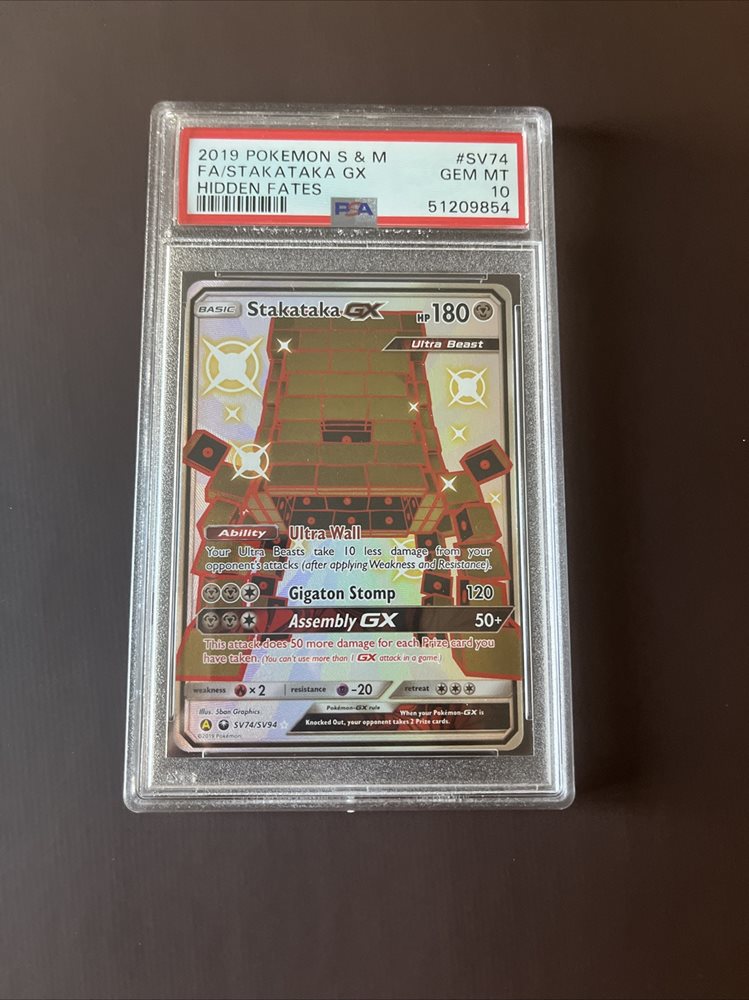 2019 POKEMON S & M #SV74
FA/STAKATAKA GX GEM MT
HIDDEN FATES 10
PSA 51209854
BASIC Stakataka GX HP 180
Ultra Beast
Ability Ultra Wall
Your Ultra Beasts take 10 less damage from your
opponent's attacks (after applying Weakness and Resistance).
Gigaton Stomp 120
Assembly GX 50+
This attack does 50 more damage for each Prize card you
have taken. (You can't use more than 1 GX attack in a game.)
weakness ×2 resistance -20 retreat
Illus. 5ban Graphics Pokémon-GX rule When your Pokémon-GX is
A SV74/SV94 Knocked Out, your opponent takes 2 Prize cards.
©2019 Pokémon